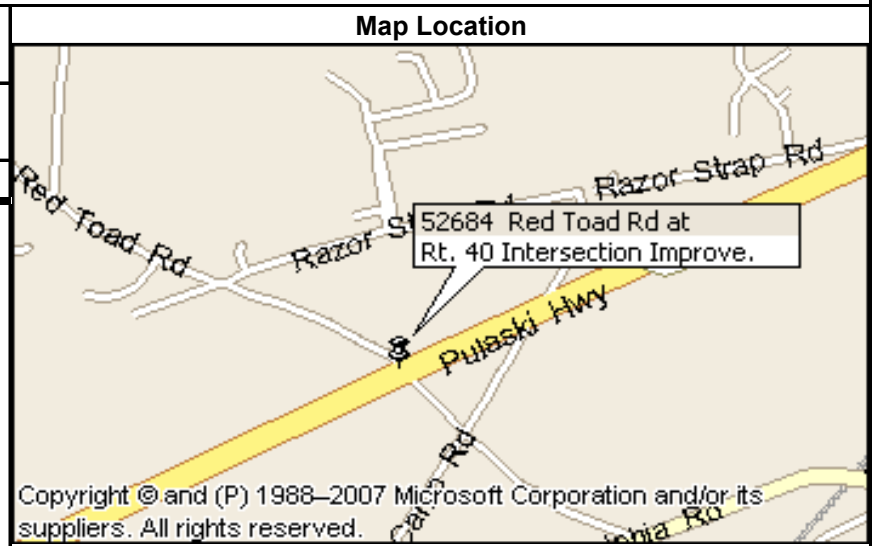 Map Location
Razor Strap Rd
Red Toad Rd
52684 Red Toad Rd at
Rt. 40 Intersection Improve.
Razor
Pulaski Hwy
Rd
Copyright © and (P) 1988–2007 Microsoft Corporation and/or its
suppliers. All rights reserved.